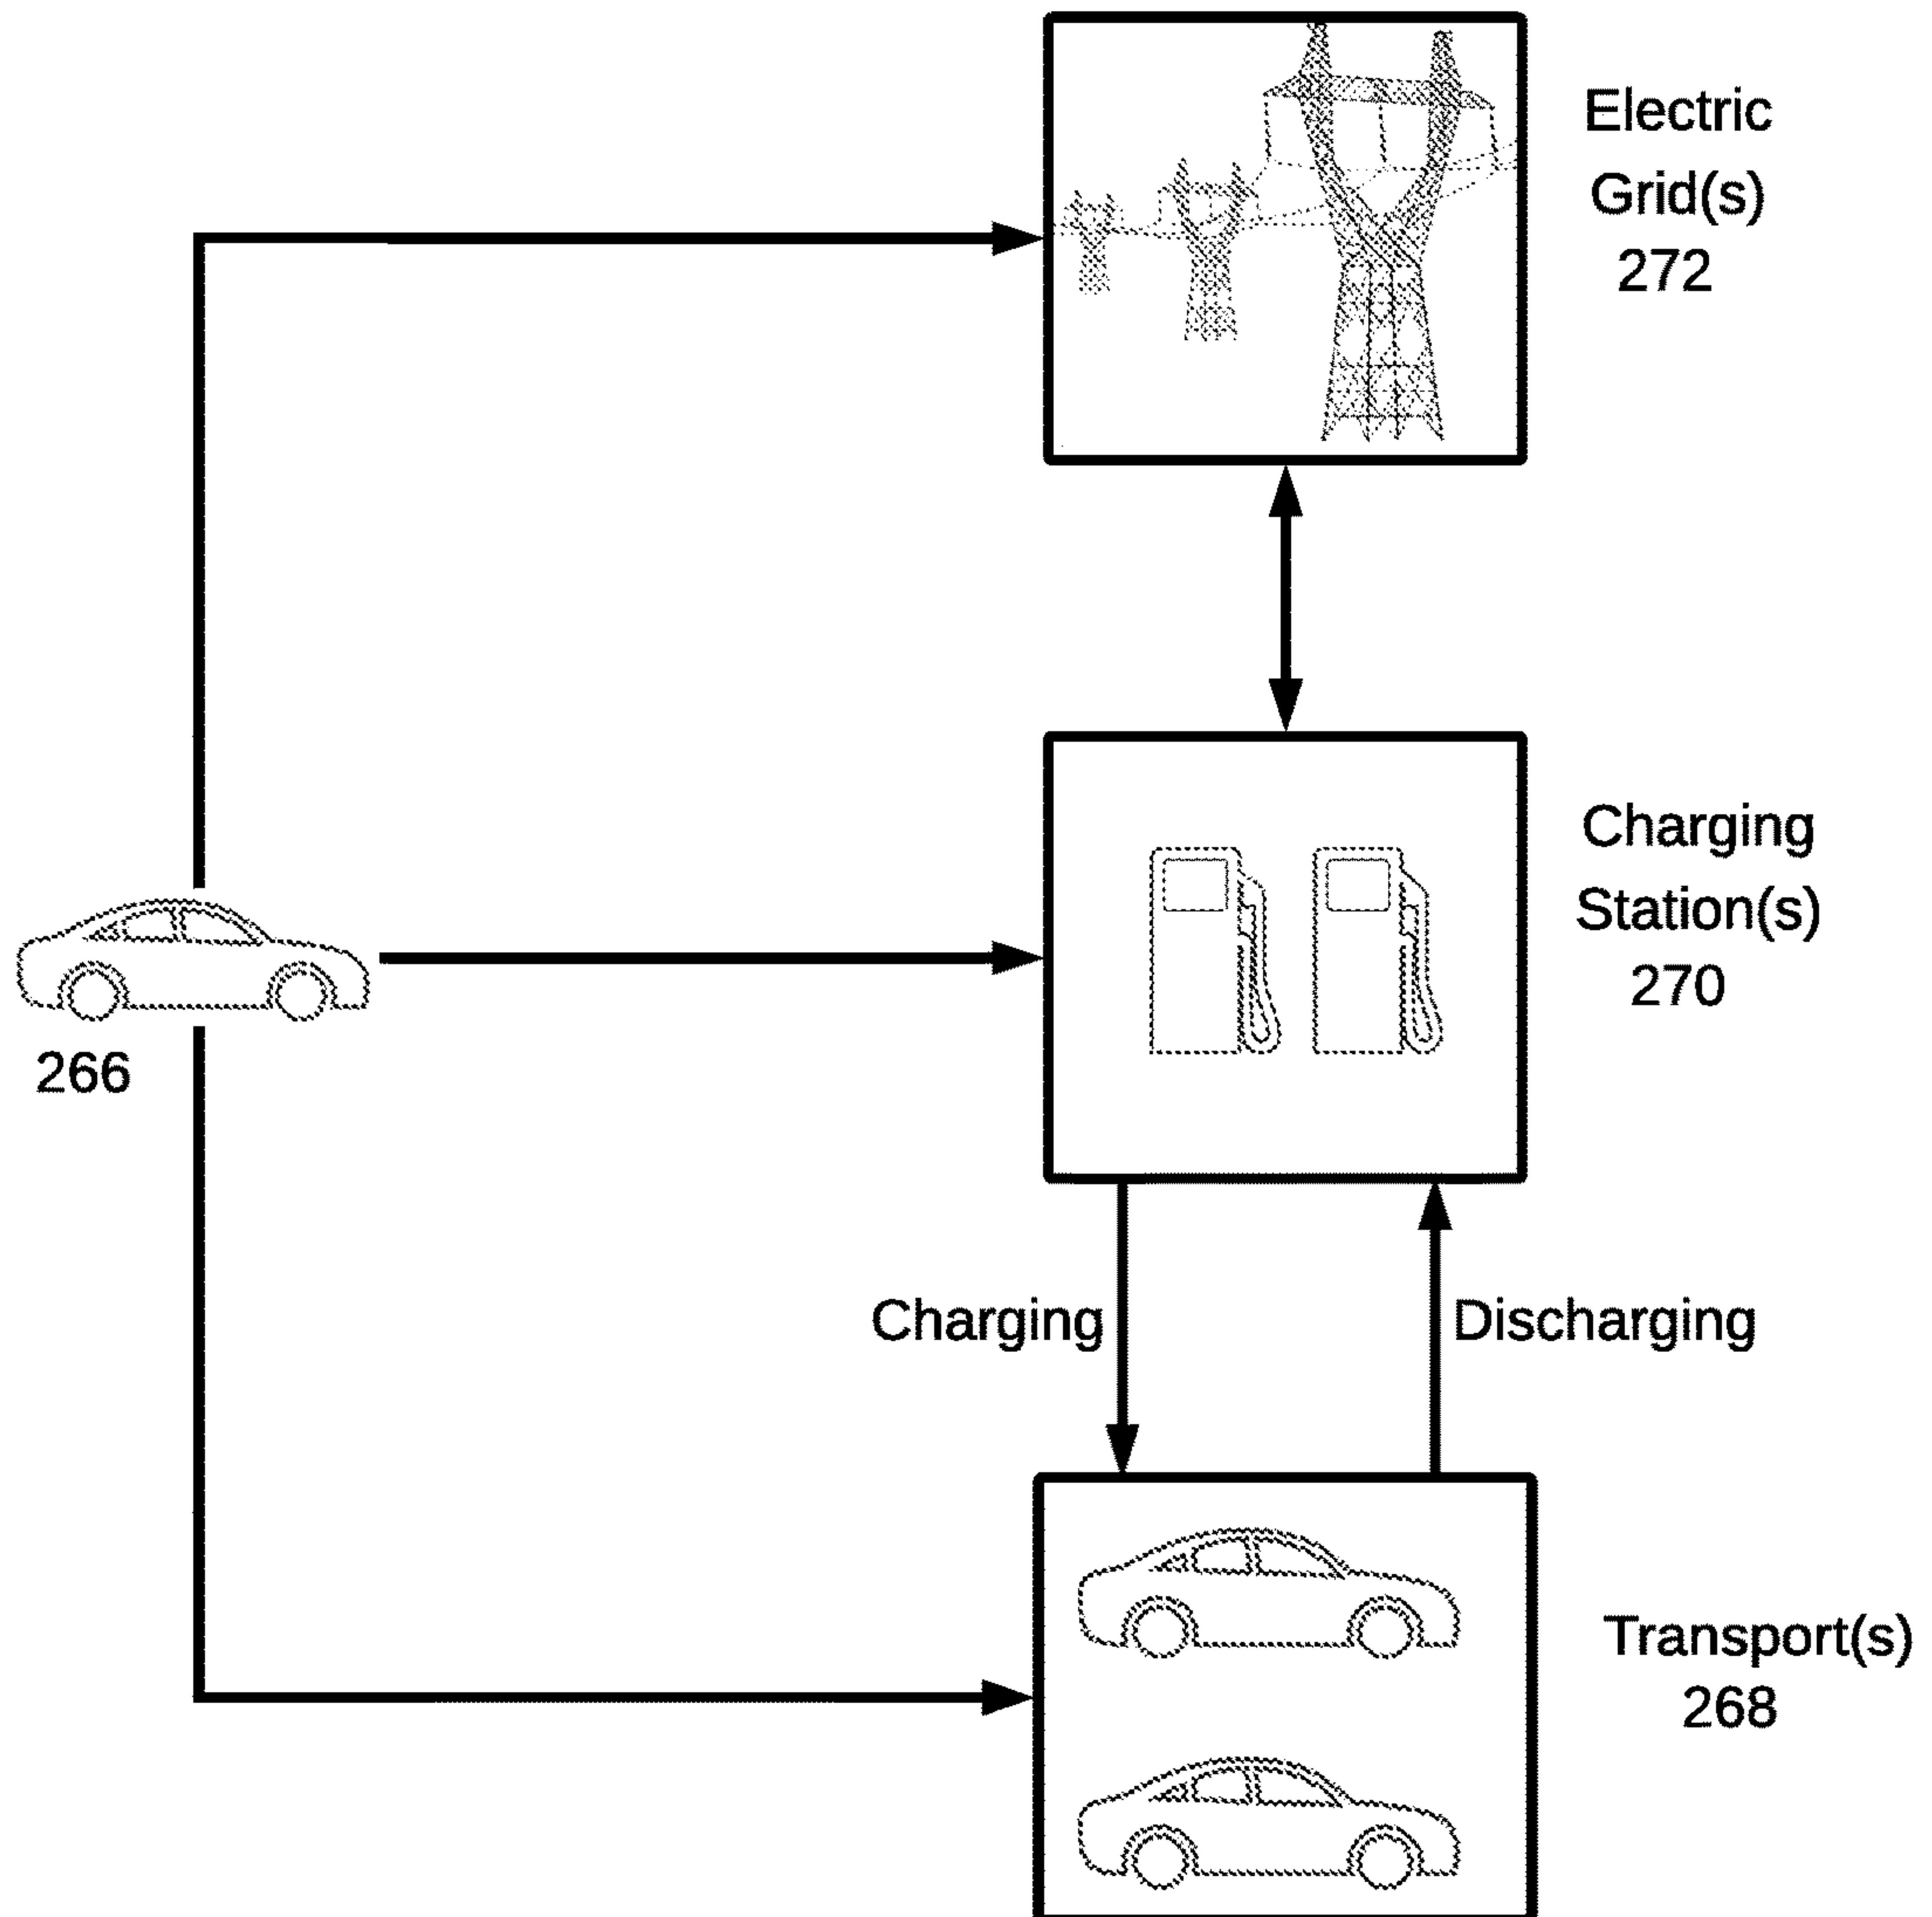 Electric
Grid(s)
272
Charging
Station(s)
270
266
Charging
Discharging
Transport(s)
268